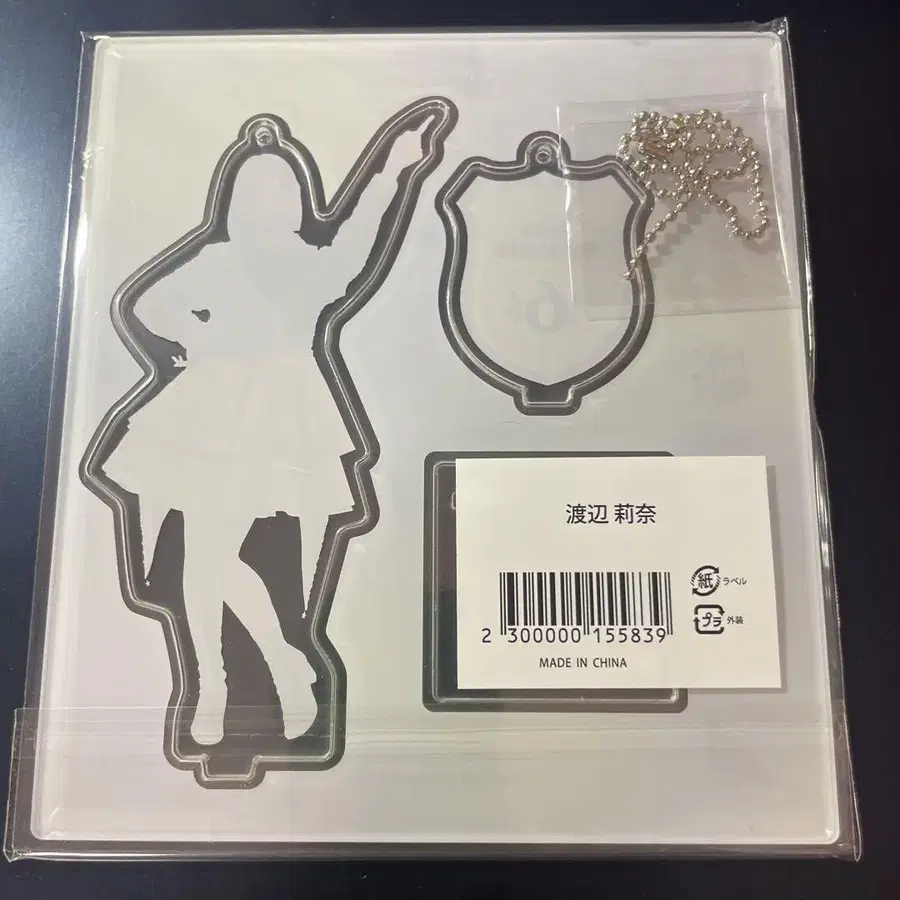 渡辺 莉奈
紙 ラベル
プラ 外装
2 300000 155839
MADE IN CHINA